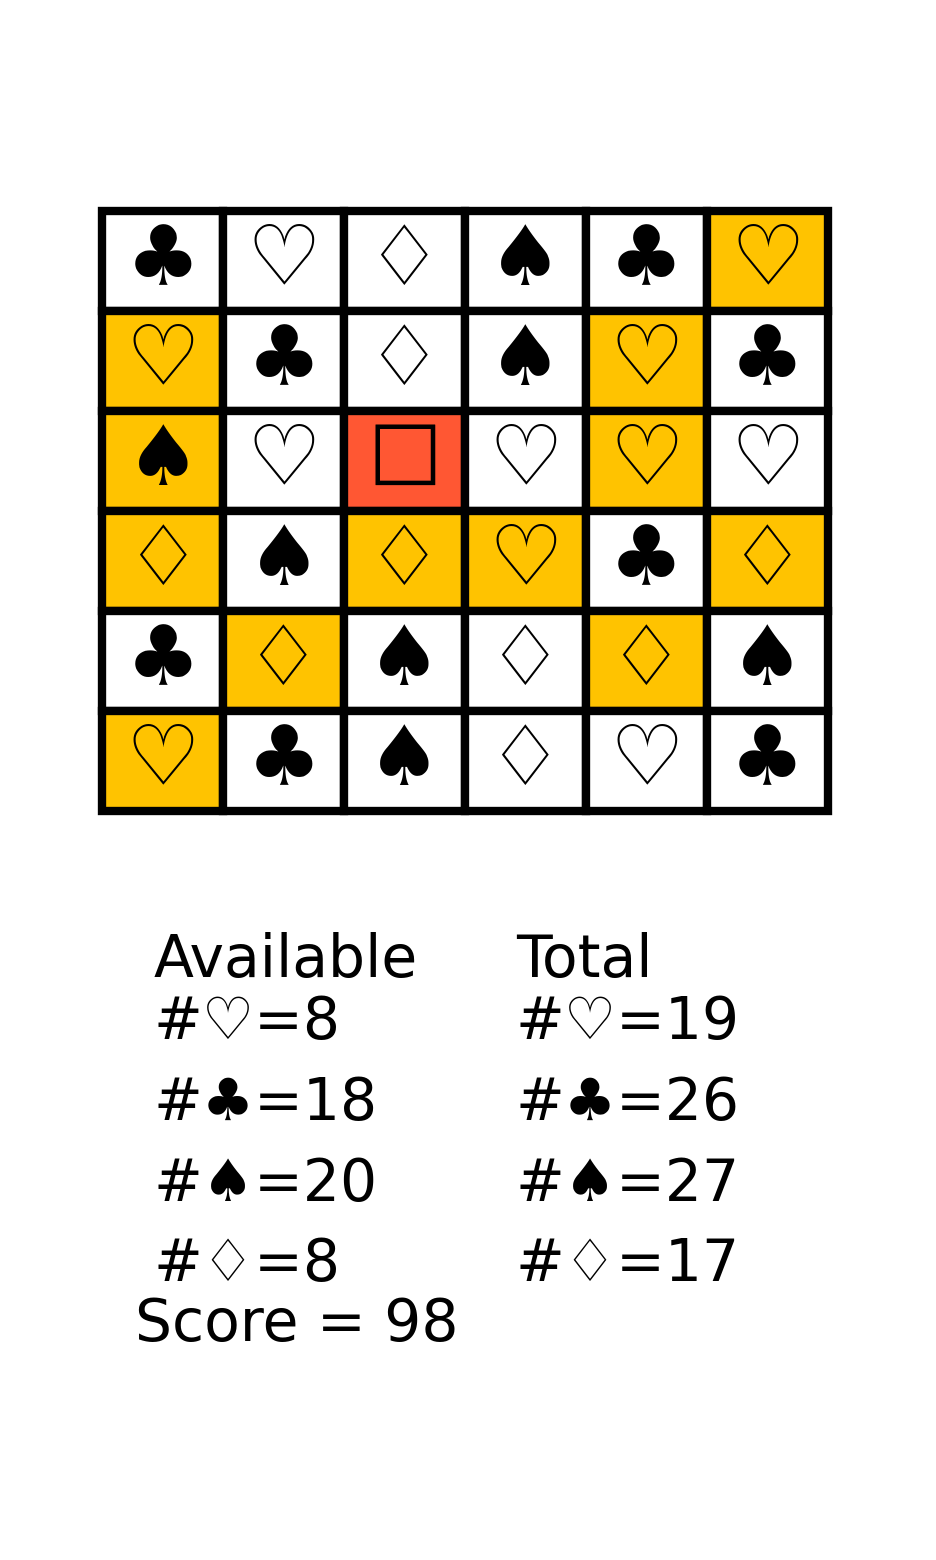 ♣ ♡ ♢ ♠ ♣ ♡
♡ ♣ ♢ ♠ ♡ ♣
♠ ♡ □ ♡ ♡ ♡
♢ ♠ ♢ ♡ ♣ ♢
♣ ♢ ♠ ♢ ♢ ♠
♡ ♣ ♠ ♢ ♡ ♣
Available Total
#♡=8 #♡=19
#♣=18 #♣=26
#♠=20 #♠=27
#♢=8 #♢=17
Score = 98